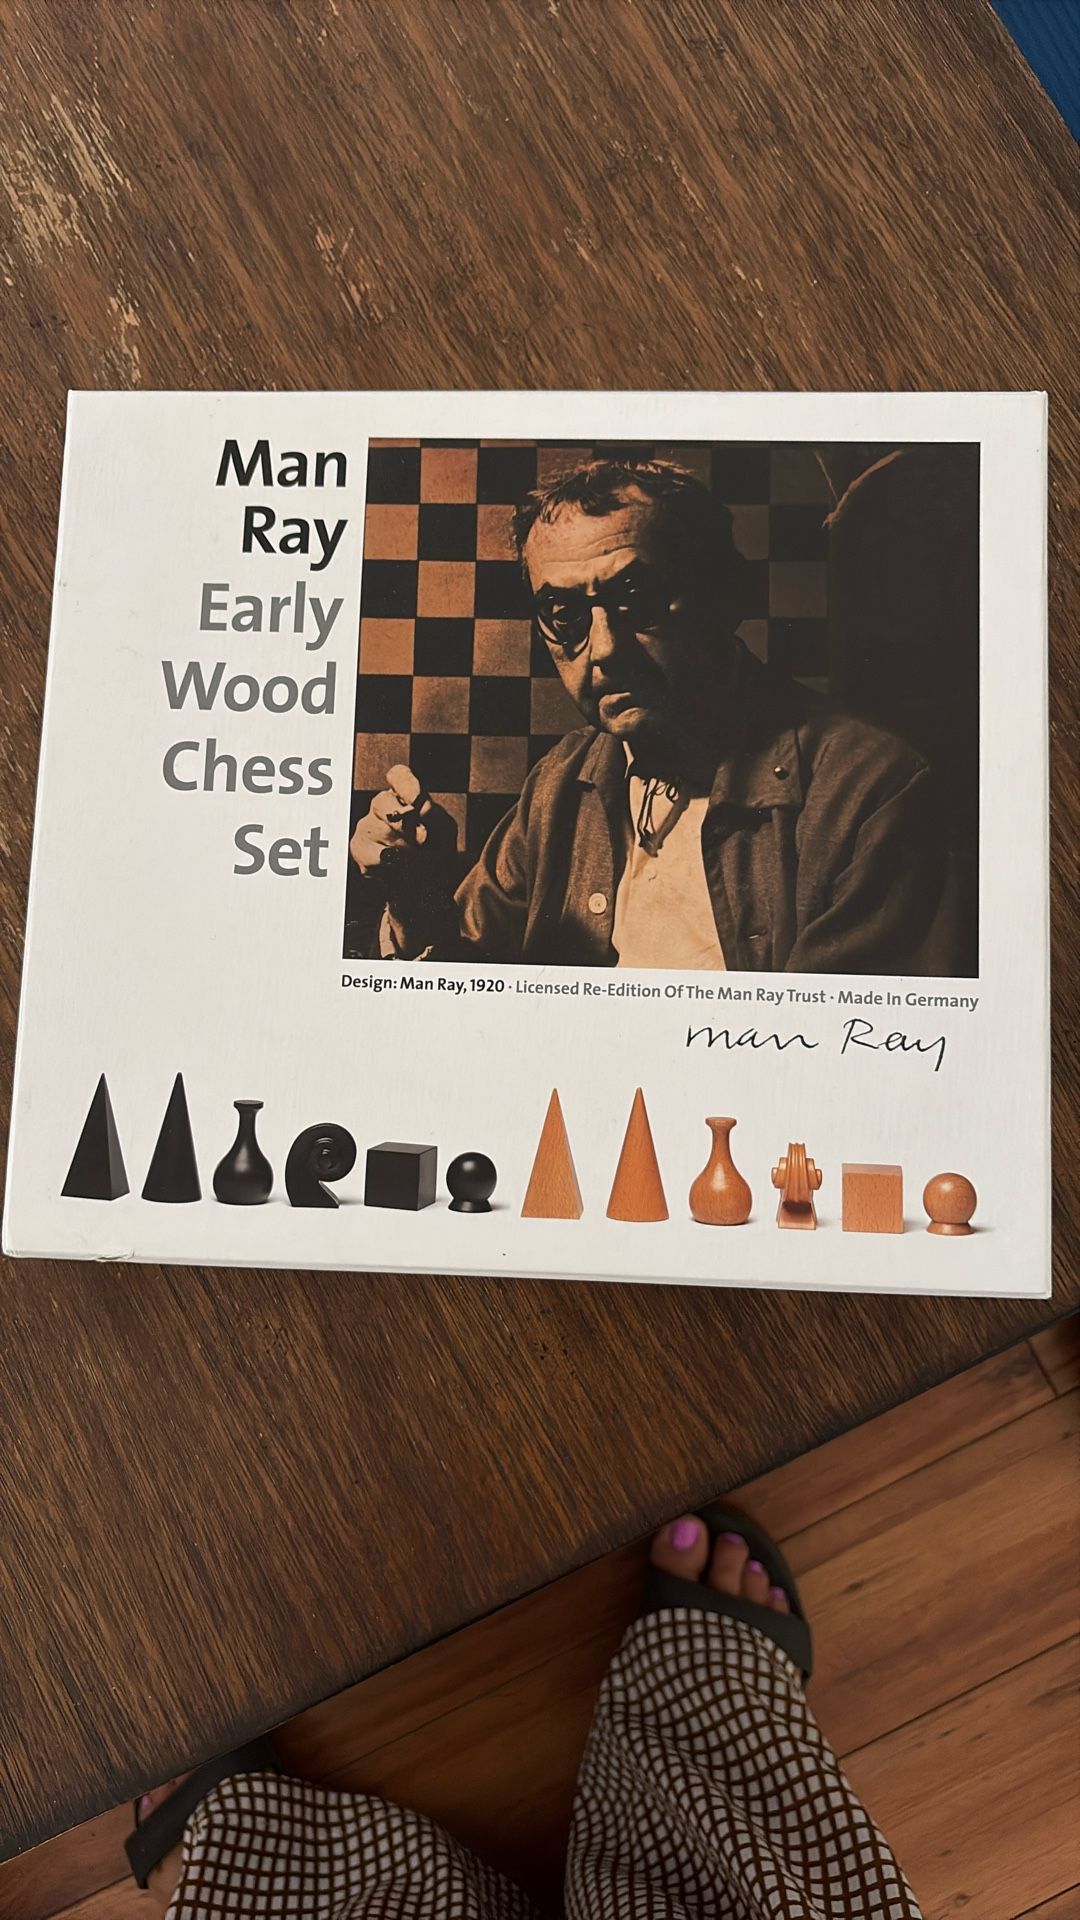 Man
Ray
Early
Wood
Chess
Set
Design: Man Ray, 1920 · Licensed Re-Edition Of The Man Ray Trust · Made In Germany
man Ray